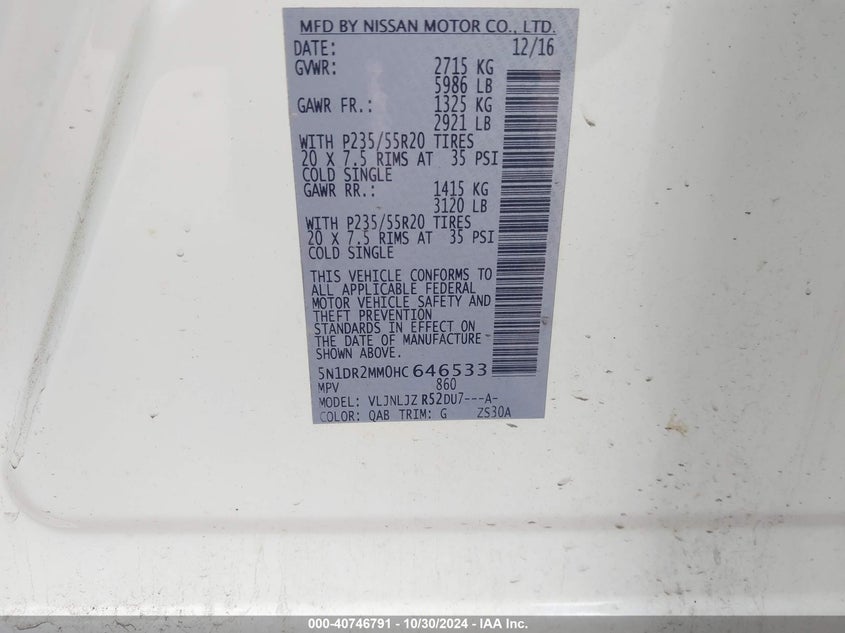 MFD BY NISSAN MOTOR CO., LTD.
DATE: 12/16
GVWR: 2715 KG
5986 LB
GAWR FR.: 1325 KG
2921 LB
WITH P235/55R20 TIRES
20 X 7.5 RIMS AT 35 PSI
COLD SINGLE
GAWR RR.: 1415 KG
3120 LB
WITH P235/55R20 TIRES
20 X 7.5 RIMS AT 35 PSI
COLD SINGLE
THIS VEHICLE CONFORMS TO
ALL APPLICABLE FEDERAL
MOTOR VEHICLE SAFETY AND
THEFT PREVENTION
STANDARDS IN EFFECT ON
THE DATE OF MANUFACTURE
SHOWN ABOVE.
5N1DR2MM0HC646533
MPV 860
MODEL: VLJNLJZ R52DU7---A-
COLOR: QAB TRIM: G ZS30A
000-40746791 - 10/30/2024 - IAA Inc.